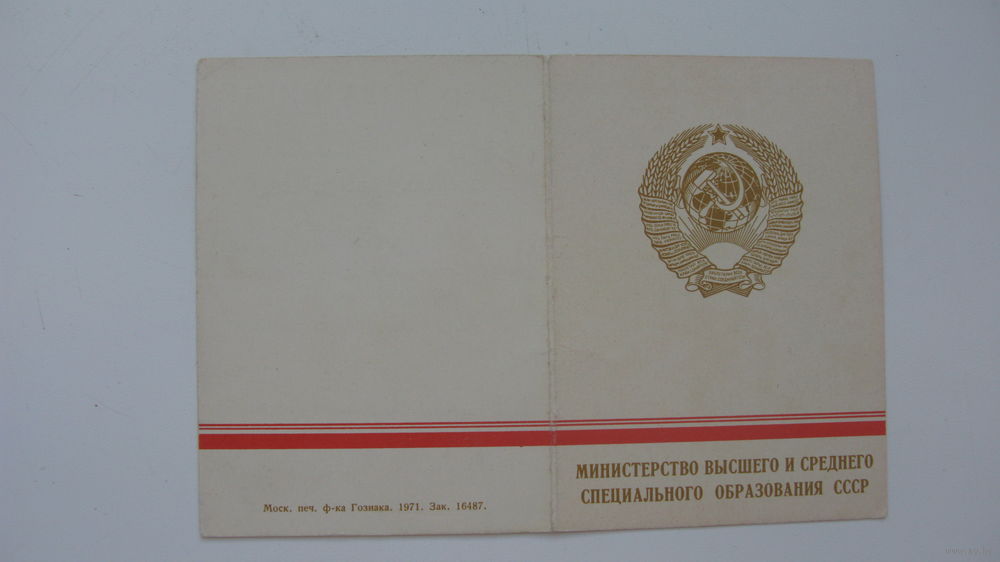 МИНИСТЕРСТВО ВЫСШЕГО И СРЕДНЕГО
СПЕЦИАЛЬНОГО ОБРАЗОВАНИЯ СССР
Моск. печ. ф-ка Гознака. 1971. Зак. 16487.